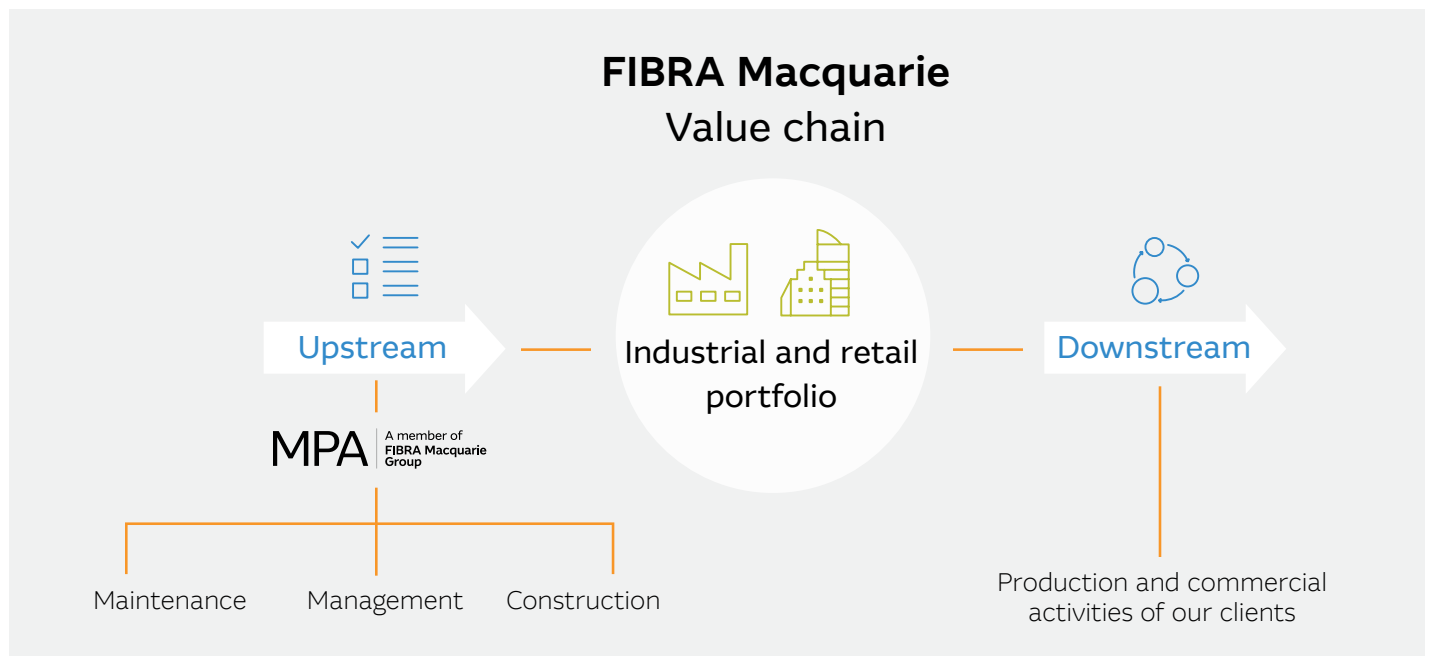 FIBRA Macquarie
Value chain
Upstream
Industrial and retail
portfolio
Downstream
MPA
A member of
FIBRA Macquarie
Group
Maintenance
Management
Construction
Production and commercial
activities of our clients